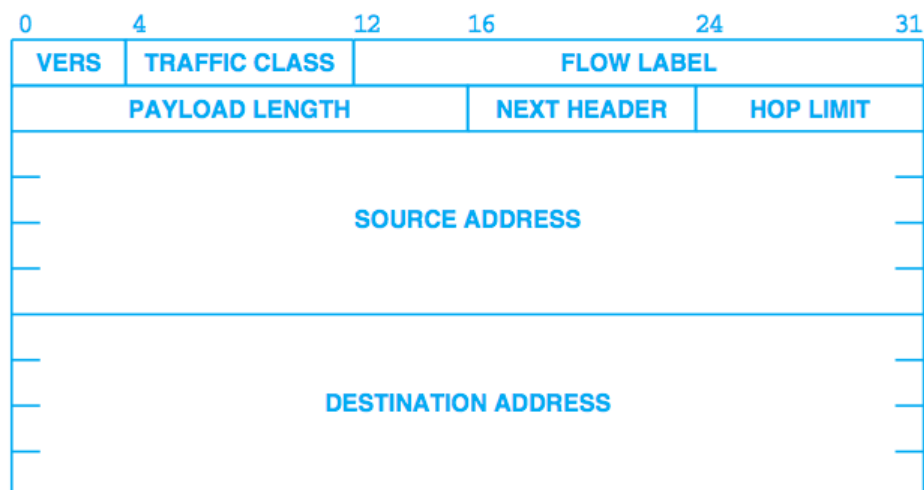 0 4 12 16 24 31
VERS TRAFFIC CLASS FLOW LABEL
PAYLOAD LENGTH NEXT HEADER HOP LIMIT
SOURCE ADDRESS
DESTINATION ADDRESS